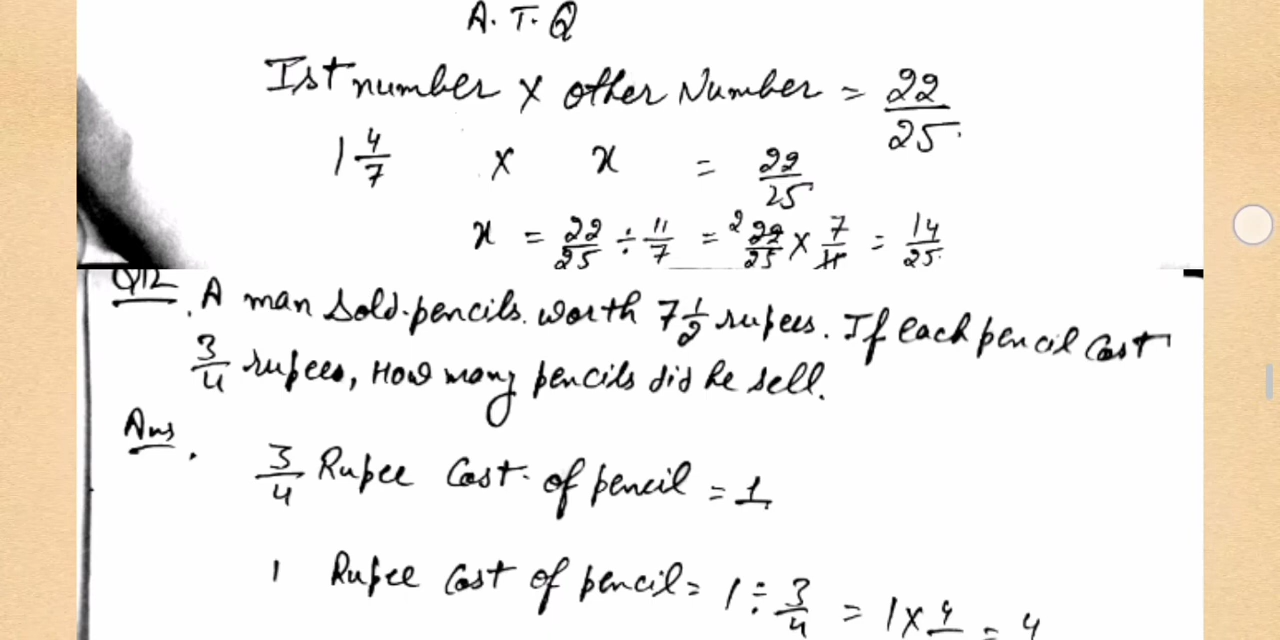 A. T. Q
Ist number x other Number = 22/25.
1 4/7 x x = 22/25
x = 22/25 ÷ 11/7 = 2 22/25 x 7/11 = 14/25
Q12. A man sold pencils worth 7 1/2 rupees. If each pencil cost
3/4 rupees, How many pencils did he sell.
Ans.
3/4 Rupee Cost of pencil = 1
1 Rupee Cost of pencil = 1 ÷ 3/4 = 1 x 4 = 4